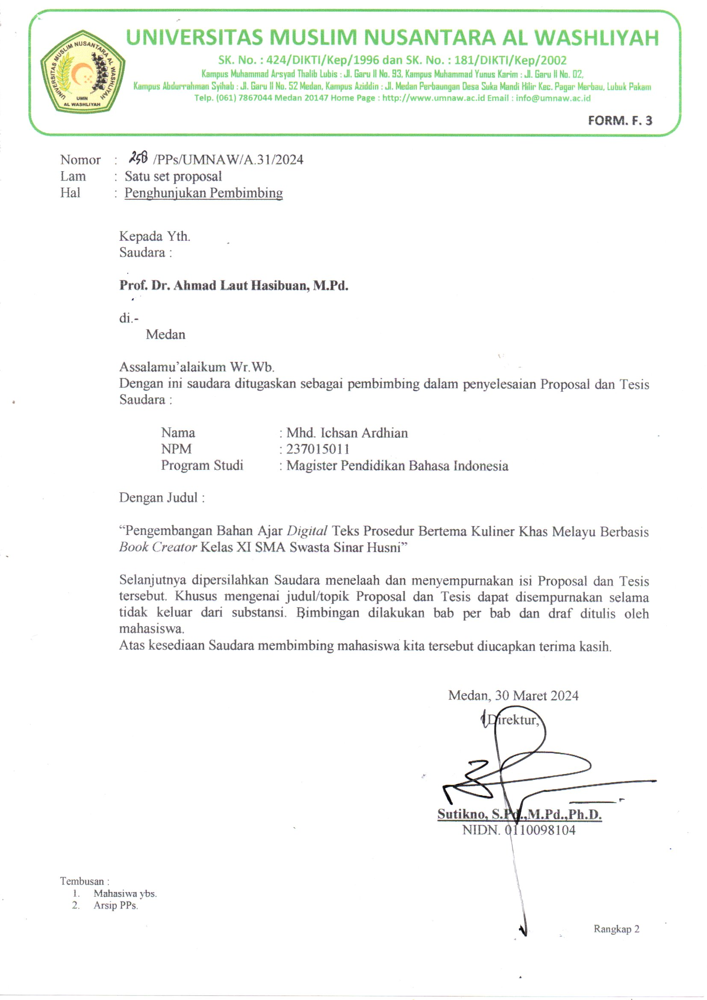 UNIVERSITAS MUSLIM NUSANTARA AL WASHLIYAH
SK. No. : 424/DIKTI/Kep/1996 dan SK. No. : 181/DIKTI/Kep/2002
Kampus Muhammad Arsyad Thalib Lubis : Jl. Garu II No. 93, Kampus Muhammad Yunus Karim : Jl. Garu II No. 02,
Kampus Abdurrahman Syihab : Jl. Garu II No. 52 Medan, Kampus Aziddin : Jl. Medan Perbaungan Desa Suka Mandi Hilir Kec. Pagar Merbau, Lubuk Pakam
Telp. (061) 7867044 Medan 20147 Home Page : http://www.umnaw.ac.id Email : info@umnaw.ac.id
UNIVERSITAS MUSLIM NUSANTARA AL WASHLIYAH
UMN
AL WASHLIYAH
FORM. F. 3
Nomor : 258 /PPs/UMNAW/A.31/2024
Lam : Satu set proposal
Hal : Penghunjukan Pembimbing
Kepada Yth.
Saudara :
Prof. Dr. Ahmad Laut Hasibuan, M.Pd.
di.-
Medan
Assalamu’alaikum Wr.Wb.
Dengan ini saudara ditugaskan sebagai pembimbing dalam penyelesaian Proposal dan Tesis
Saudara :
Nama : Mhd. Ichsan Ardhian
NPM : 237015011
Program Studi : Magister Pendidikan Bahasa Indonesia
Dengan Judul :
“Pengembangan Bahan Ajar Digital Teks Prosedur Bertema Kuliner Khas Melayu Berbasis
Book Creator Kelas XI SMA Swasta Sinar Husni”
Selanjutnya dipersilahkan Saudara menelaah dan menyempurnakan isi Proposal dan Tesis
tersebut. Khusus mengenai judul/topik Proposal dan Tesis dapat disempurnakan selama
tidak keluar dari substansi. Bimbingan dilakukan bab per bab dan draf ditulis oleh
mahasiswa.
Atas kesediaan Saudara membimbing mahasiswa kita tersebut diucapkan terima kasih.
Medan, 30 Maret 2024
Direktur,
Sutikno, S.Pd.,M.Pd.,Ph.D.
NIDN. 0110098104
Tembusan :
1. Mahasiwa ybs.
2. Arsip PPs.
Rangkap 2